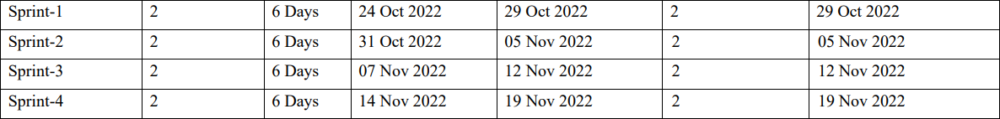 Sprint-1 2 6 Days 24 Oct 2022 29 Oct 2022 2 29 Oct 2022
Sprint-2 2 6 Days 31 Oct 2022 05 Nov 2022 2 05 Nov 2022
Sprint-3 2 6 Days 07 Nov 2022 12 Nov 2022 2 12 Nov 2022
Sprint-4 2 6 Days 14 Nov 2022 19 Nov 2022 2 19 Nov 2022